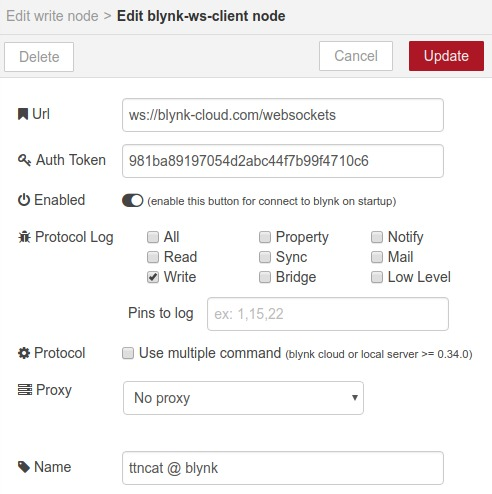 Edit write node > Edit blynk-ws-client node
Delete Cancel Update
Url ws://blynk-cloud.com/websockets
Auth Token 981ba89197054d2abc44f7b99f4710c6
Enabled (enable this button for connect to blynk on startup)
Protocol Log All Property Notify
Read Sync Mail
Write Bridge Low Level
Pins to log ex: 1,15,22
Protocol Use multiple command (blynk cloud or local server >= 0.34.0)
Proxy No proxy
Name ttncat @ blynk